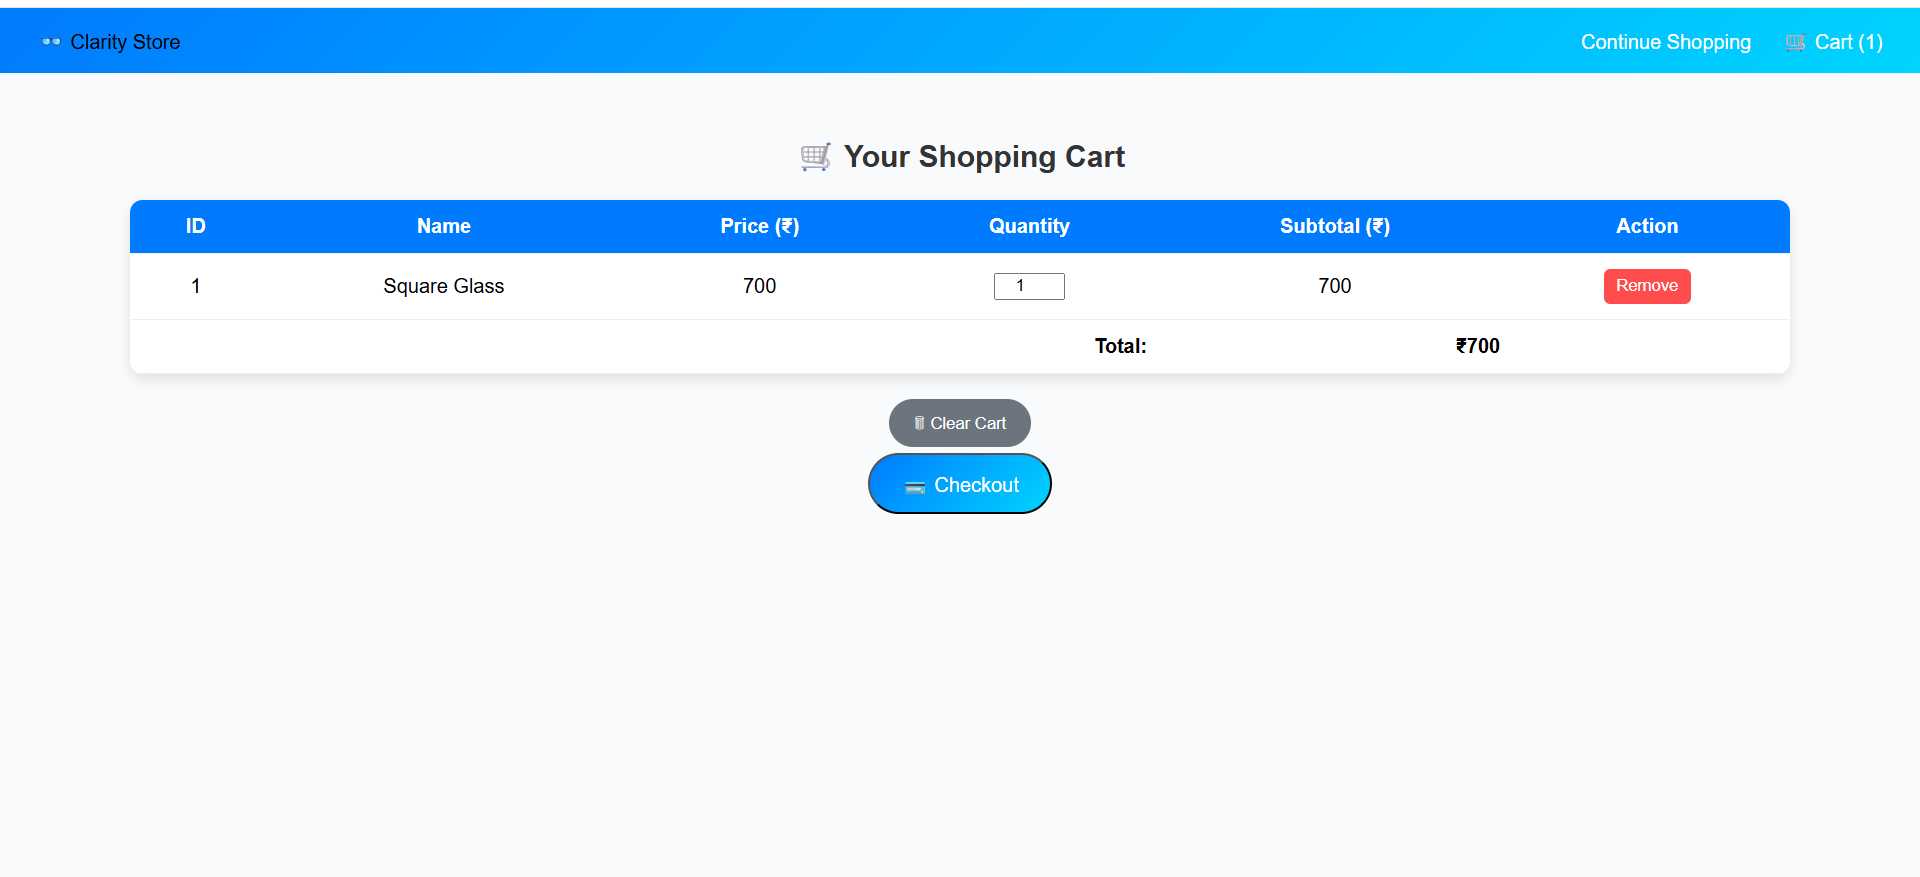 👓 Clarity Store
Continue Shopping
🛒 Cart (1)
🛒 Your Shopping Cart
ID Name Price (₹) Quantity Subtotal (₹) Action
1 Square Glass 700 1 700 Remove
Total: ₹700
🗑 Clear Cart
💳 Checkout